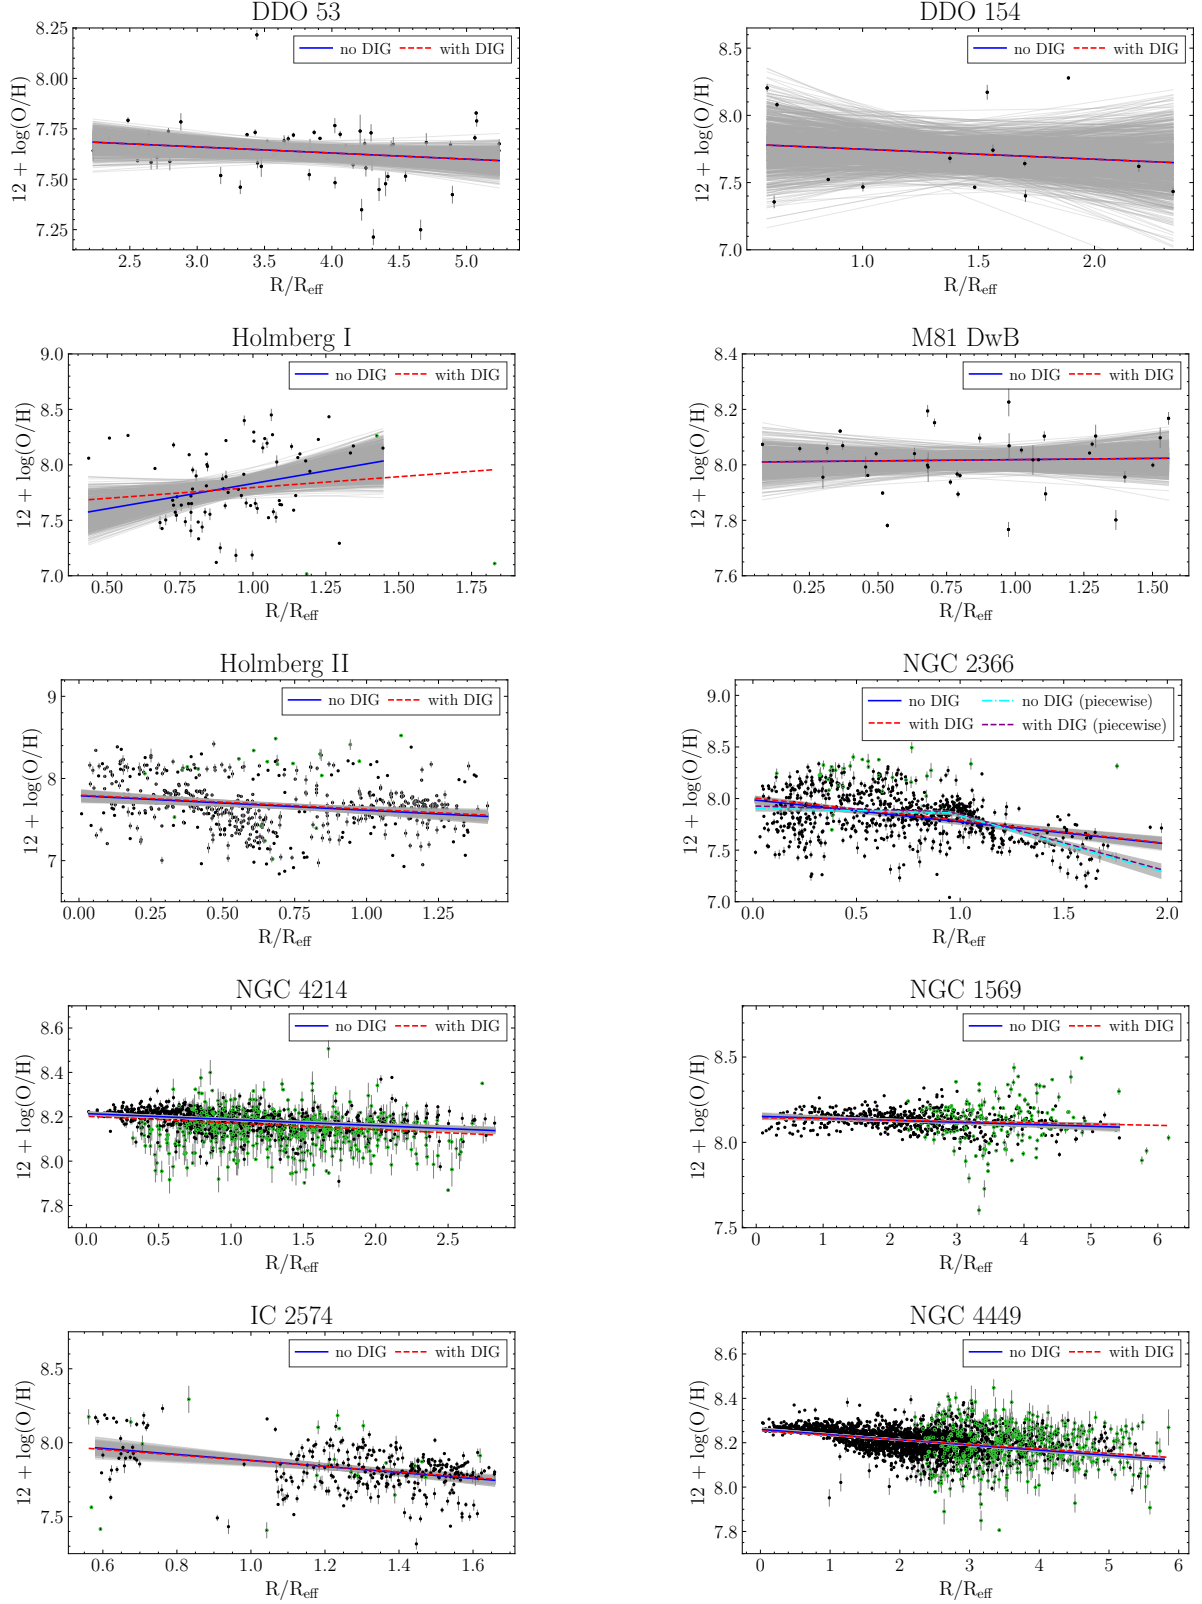 DDO 53
8.25
8.00
7.75
7.50
7.25
12 + log(O/H)
no DIG
with DIG
2.5 3.0 3.5 4.0 4.5 5.0
R/Reff
DDO 154
8.5
8.0
7.5
7.0
12 + log(O/H)
no DIG
with DIG
1.0 1.5 2.0
R/Reff
Holmberg I
9.0
8.5
8.0
7.5
7.0
12 + log(O/H)
no DIG
with DIG
0.50 0.75 1.00 1.25 1.50 1.75
R/Reff
M81 DwB
8.4
8.2
8.0
7.8
7.6
12 + log(O/H)
no DIG
with DIG
0.25 0.50 0.75 1.00 1.25 1.50
R/Reff
Holmberg II
9
8
7
12 + log(O/H)
no DIG
with DIG
0.00 0.25 0.50 0.75 1.00 1.25
R/Reff
NGC 2366
9.0
8.5
8.0
7.5
7.0
12 + log(O/H)
no DIG
with DIG
no DIG (piecewise)
with DIG (piecewise)
0.0 0.5 1.0 1.5 2.0
R/Reff
NGC 4214
8.6
8.4
8.2
8.0
7.8
12 + log(O/H)
no DIG
with DIG
0.0 0.5 1.0 1.5 2.0 2.5
R/Reff
NGC 1569
8.5
8.0
7.5
12 + log(O/H)
no DIG
with DIG
0 1 2 3 4 5 6
R/Reff
IC 2574
8.5
8.0
7.5
12 + log(O/H)
no DIG
with DIG
0.6 0.8 1.0 1.2 1.4 1.6
R/Reff
NGC 4449
8.6
8.4
8.2
8.0
7.8
12 + log(O/H)
no DIG
with DIG
0 1 2 3 4 5 6
R/Reff